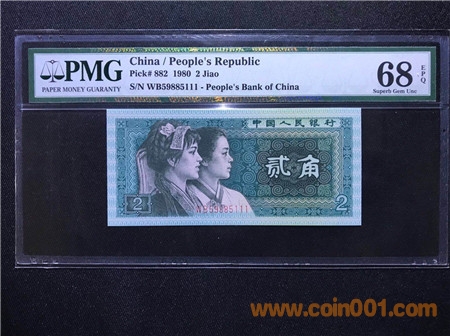 PMG
PAPER MONEY GUARANTY
China / People's Republic
Pick# 882 1980 2 Jiao
S/N WB59885111 - People's Bank of China
68 EPQ
Superb Gem Unc
中国人民银行
贰角
2
WB59885111
2
www.coin001.com